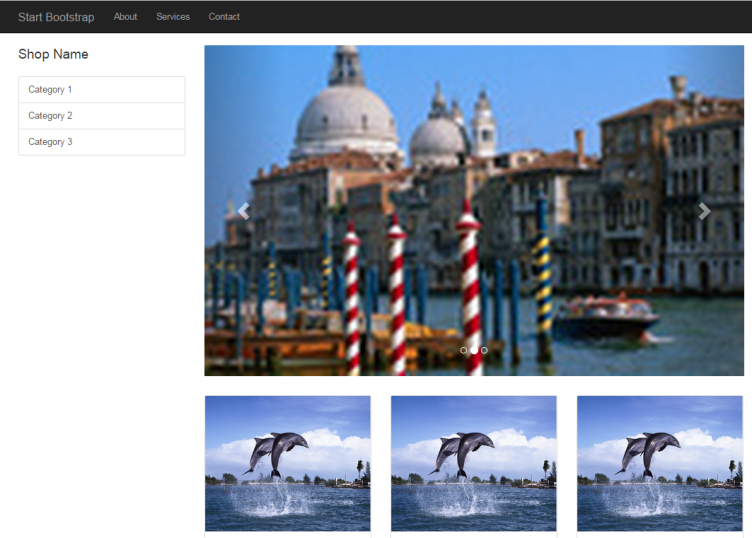 Start Bootstrap About Services Contact
Shop Name
Category 1
Category 2
Category 3